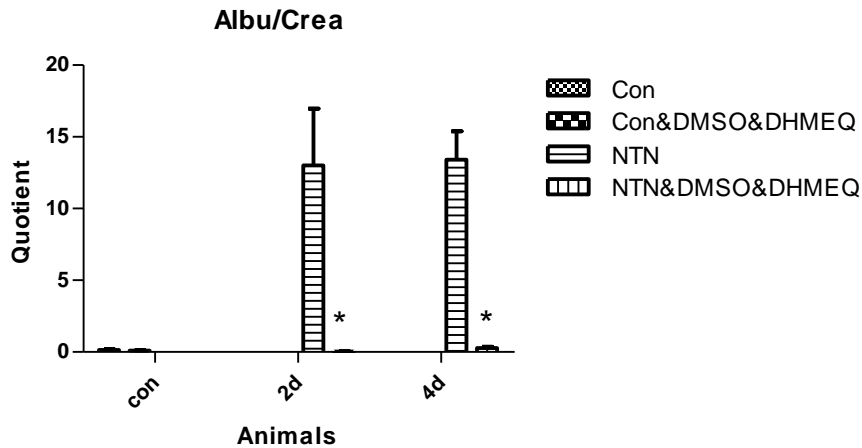 Albu/Crea
20
15
10
5
0
Quotient
*
*
con
2d
4d
Animals
Con
Con&DMSO&DHMEQ
NTN
NTN&DMSO&DHMEQ